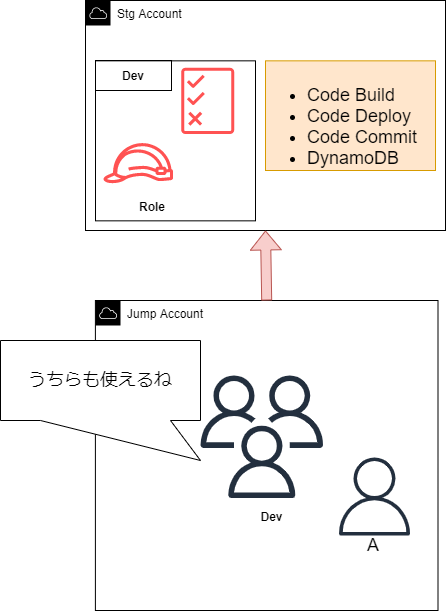 Stg Account
Dev
Code Build
Code Deploy
Code Commit
DynamoDB
Role
Jump Account
うちらも使えるね
Dev
A